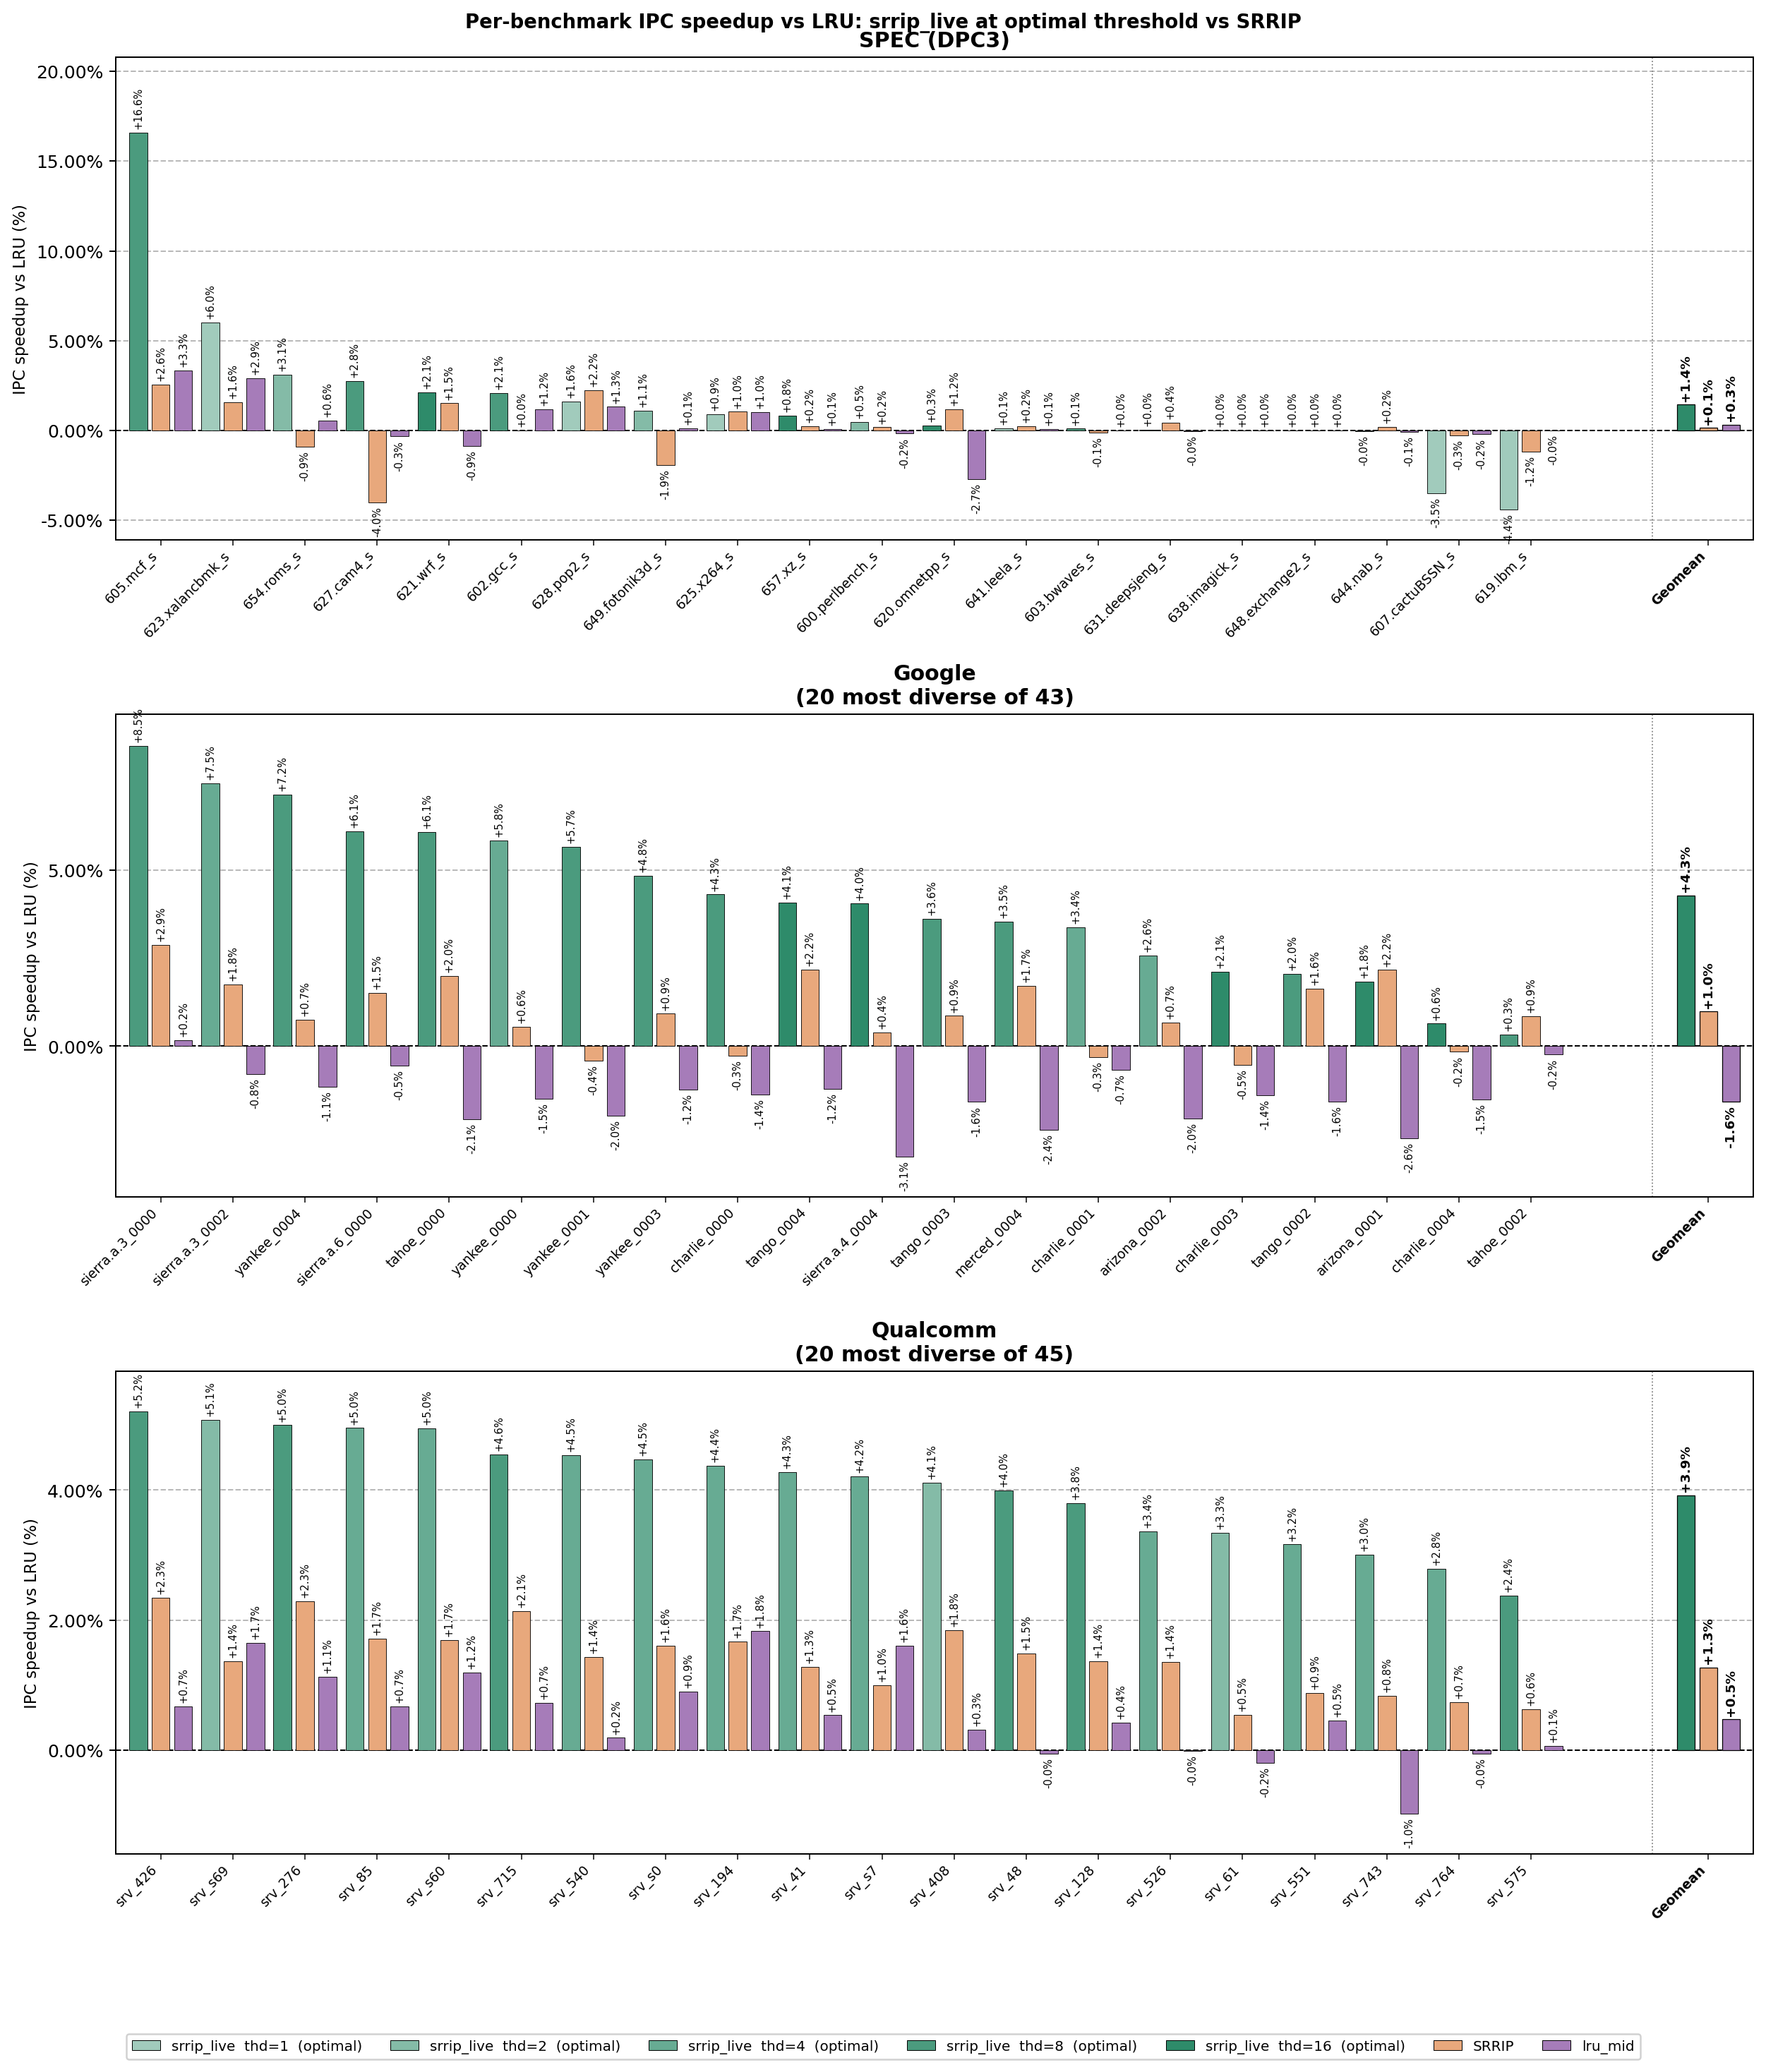 Per-benchmark IPC speedup vs LRU: srrip_live at optimal threshold vs SRRIP
SPEC (DPC3)
IPC speedup vs LRU (%)
20.00%
15.00%
10.00%
5.00%
0.00%
-5.00%
+16.6% +2.6% +3.3%
+6.0% +1.6% +2.9%
+3.1% -0.9% +0.6%
+2.8% -4.0% -0.3%
+2.1% +1.5% -0.9%
+2.1% +0.0% +1.2%
+1.6% +2.2% +1.3%
+1.1% -1.9% +0.1%
+0.9% +1.0% +1.0%
+0.8% +0.2% +0.1%
+0.5% +0.2% -0.2%
+0.3% +1.2% -2.7%
+0.1% +0.2% +0.1%
+0.1% -0.1% +0.0%
+0.0% +0.4% -0.0%
+0.0% +0.0% +0.0%
+0.0% +0.0% +0.0%
-0.0% +0.2% -0.1%
-3.5% -0.3% -0.2%
-4.4% -1.2% -0.0%
+1.4% +0.1% +0.3%
605.mcf_s
623.xalancbmk_s
654.roms_s
627.cam4_s
621.wrf_s
602.gcc_s
628.pop2_s
649.fotonik3d_s
625.x264_s
657.xz_s
600.perlbench_s
620.omnetpp_s
641.leela_s
603.bwaves_s
631.deepsjeng_s
638.imagick_s
648.exchange2_s
644.nab_s
607.cactuBSSN_s
619.lbm_s
Geomean
Google
(20 most diverse of 43)
IPC speedup vs LRU (%)
5.00%
0.00%
+8.5% +2.9% +0.2%
+7.5% +1.8% -0.8%
+7.2% +0.7% -1.1%
+6.1% +1.5% -0.5%
+6.1% +2.0% -2.1%
+5.8% +0.6% -1.5%
+5.7% -0.4% -2.0%
+4.8% +0.9% -1.2%
+4.3% -0.3% -1.4%
+4.1% +2.2% -1.2%
+4.0% +0.4% -3.1%
+3.6% +0.9% -1.6%
+3.5% +1.7% -2.4%
+3.4% -0.3% -0.7%
+2.6% +0.7% -2.0%
+2.1% -0.5% -1.4%
+2.0% +1.6% -1.6%
+1.8% +2.2% -2.6%
+0.6% -0.2% -1.5%
+0.3% +0.9% -0.2%
+4.3% +1.0% -1.6%
sierra.a.3_0000
sierra.a.3_0002
yankee_0004
sierra.a.6_0000
tahoe_0000
yankee_0000
yankee_0001
yankee_0003
charlie_0000
tango_0004
sierra.a.4_0004
tango_0003
merced_0004
charlie_0001
arizona_0002
charlie_0003
tango_0002
arizona_0001
charlie_0004
tahoe_0002
Geomean
Qualcomm
(20 most diverse of 45)
IPC speedup vs LRU (%)
4.00%
2.00%
0.00%
+5.2% +2.3% +0.7%
+5.1% +1.4% +1.7%
+5.0% +2.3% +1.1%
+5.0% +1.7% +0.7%
+5.0% +1.7% +1.2%
+4.6% +2.1% +0.7%
+4.5% +1.4% +0.2%
+4.5% +1.6% +0.9%
+4.4% +1.7% +1.8%
+4.3% +1.3% +0.5%
+4.2% +1.0% +1.6%
+4.1% +1.8% +0.3%
+4.0% +1.5% -0.0%
+3.8% +1.4% +0.4%
+3.4% +1.4% -0.0%
+3.3% +0.5% -0.2%
+3.2% +0.9% +0.5%
+3.0% +0.8% -1.0%
+2.8% +0.7% -0.0%
+2.4% +0.6% +0.1%
+3.9% +1.3% +0.5%
srv_426
srv_s69
srv_276
srv_85
srv_s60
srv_715
srv_540
srv_s0
srv_194
srv_41
srv_s7
srv_408
srv_48
srv_128
srv_526
srv_61
srv_551
srv_743
srv_764
srv_575
Geomean
srrip_live thd=1 (optimal) srrip_live thd=2 (optimal) srrip_live thd=4 (optimal) srrip_live thd=8 (optimal) srrip_live thd=16 (optimal) SRRIP lru_mid